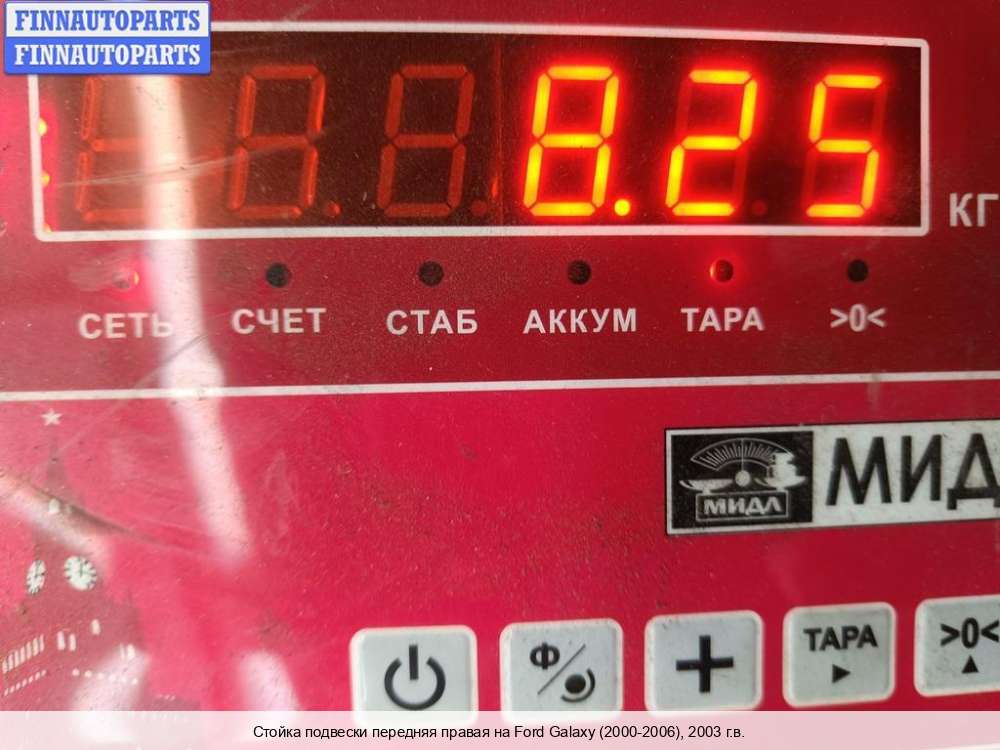 FINNAUTOPARTS
FINNAUTOPARTS
8.25
КГ
СЕТЬ СЧЕТ СТАБ АККУМ ТАРА >0<
МИДЛ
МИД
Ф
ТАРА >0<
Стойка подвески передняя правая на Ford Galaxy (2000-2006), 2003 г.в.